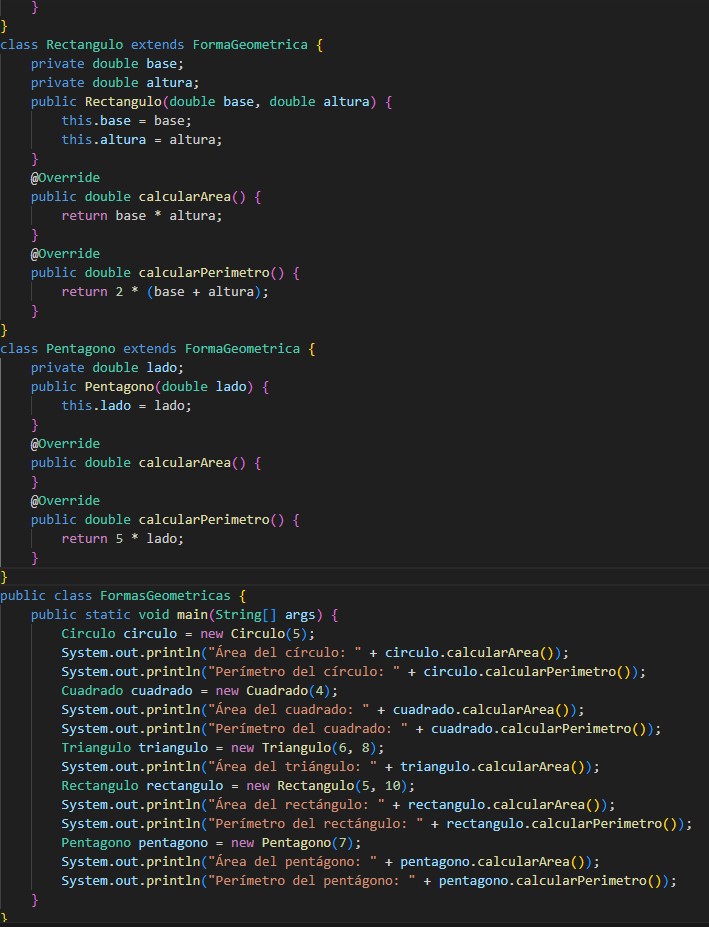 }
}
class Rectangulo extends FormaGeometrica {
    private double base;
    private double altura;
    public Rectangulo(double base, double altura) {
        this.base = base;
        this.altura = altura;
    }
    @Override
    public double calcularArea() {
        return base * altura;
    }
    @Override
    public double calcularPerimetro() {
        return 2 * (base + altura);
    }
}
class Pentagono extends FormaGeometrica {
    private double lado;
    public Pentagono(double lado) {
        this.lado = lado;
    }
    @Override
    public double calcularArea() {
    }
    @Override
    public double calcularPerimetro() {
        return 5 * lado;
    }
}
public class FormasGeometricas {
    public static void main(String[] args) {
        Circulo circulo = new Circulo(5);
        System.out.println("Área del círculo: " + circulo.calcularArea());
        System.out.println("Perímetro del círculo: " + circulo.calcularPerimetro());
        Cuadrado cuadrado = new Cuadrado(4);
        System.out.println("Área del cuadrado: " + cuadrado.calcularArea());
        System.out.println("Perímetro del cuadrado: " + cuadrado.calcularPerimetro());
        Triangulo triangulo = new Triangulo(6, 8);
        System.out.println("Área del triángulo: " + triangulo.calcularArea());
        Rectangulo rectangulo = new Rectangulo(5, 10);
        System.out.println("Área del rectángulo: " + rectangulo.calcularArea());
        System.out.println("Perímetro del rectángulo: " + rectangulo.calcularPerimetro());
        Pentagono pentagono = new Pentagono(7);
        System.out.println("Área del pentágono: " + pentagono.calcularArea());
        System.out.println("Perímetro del pentágono: " + pentagono.calcularPerimetro());
    }
}